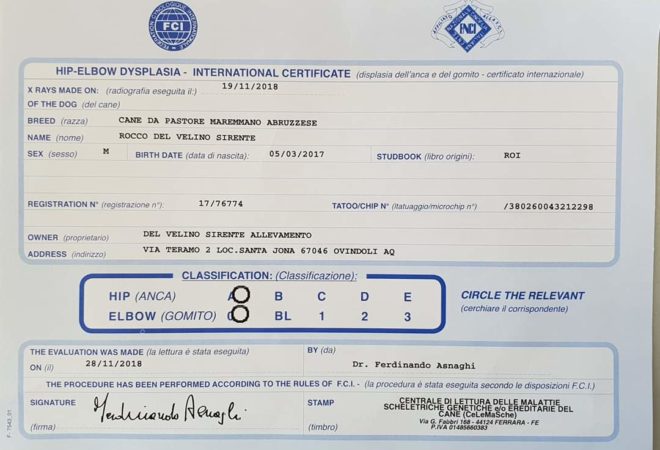 FCI
ENCI
HIP-ELBOW DYSPLASIA - INTERNATIONAL CERTIFICATE (displasia dell'anca e del gomito - certificato internazionale)
X RAYS MADE ON: (radiografia eseguita il:) 19/11/2018
OF THE DOG (del cane)
BREED (razza) CANE DA PASTORE MAREMMANO ABRUZZESE
NAME (nome) ROCCO DEL VELINO SIRENTE
SEX (sesso) M BIRTH DATE (data di nascita): 05/03/2017 STUDBOOK (libro origini): ROI
REGISTRATION N° (registrazione n°): 17/76774 TATOO/CHIP N° (itatuaggio/microchip n°) /380260043212298
OWNER (proprietario) DEL VELINO SIRENTE ALLEVAMENTO
ADDRESS (indirizzo) VIA TERAMO 2 LOC.SANTA JONA 67046 OVINDOLI AQ
CLASSIFICATION: (Classificazione):
HIP (ANCA) A B C D E
ELBOW (GOMITO) 0 BL 1 2 3
CIRCLE THE RELEVANT
(cerchiare il corrispondente)
THE EVALUATION WAS MADE (la lettura è stata eseguita) BY (da)
ON (il) 28/11/2018 Dr. Ferdinando Asnaghi
THE PROCEDURE HAS BEEN PERFORMED ACCORDING TO THE RULES OF F.C.I. - (la procedura è stata eseguita secondo le disposizioni F.C.I.)
SIGNATURE Ferdinando Asnaghi STAMP CENTRALE DI LETTURA DELLE MALATTIE
SCHELETRICHE GENETICHE e/o EREDITARIE DEL
CANE (CeLeMaSche)
(firma) (timbro) Via G. Fabbri 168 - 44124 FERRARA - FE
P.IVA 01485660383
F. 7543_01